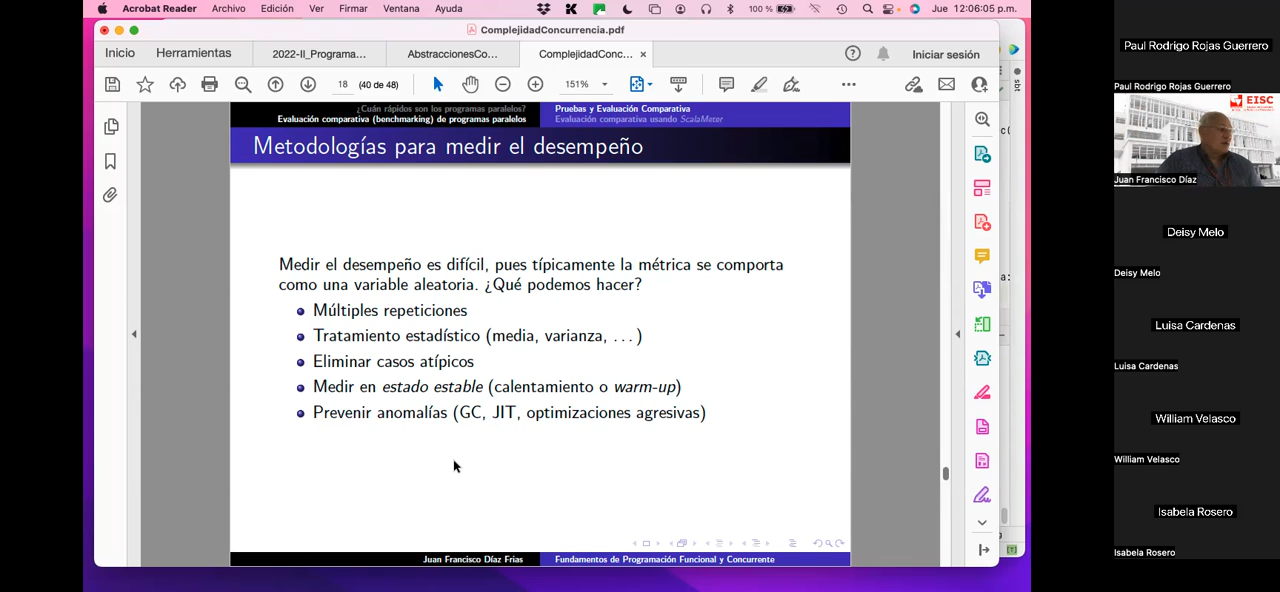 Acrobat Reader Archivo Edición Ver Firmar Ventana Ayuda 100 % Jue 12:06:05 p.m.
ComplejidadConcurrencia.pdf
Inicio Herramientas 2022-II_Programa... AbstraccionesCo... ComplejidadConc... × Iniciar sesión
18 (40 de 48) 151%
¿Cuán rápidos son los programas paralelos? Pruebas y Evaluación Comparativa
Evaluación comparativa (benchmarking) de programas paralelos Evaluación comparativa usando ScalaMeter
Metodologías para medir el desempeño
Medir el desempeño es difícil, pues típicamente la métrica se comporta
como una variable aleatoria. ¿Qué podemos hacer?
Múltiples repeticiones
Tratamiento estadístico (media, varianza, . . . )
Eliminar casos atípicos
Medir en estado estable (calentamiento o warm-up)
Prevenir anomalías (GC, JIT, optimizaciones agresivas)
Juan Francisco Díaz Frias Fundamentos de Programación Funcional y Concurrente
sbt
Paul Rodrigo Rojas Guerrero
Paul Rodrigo Rojas Guerrero
EISC
Juan Francisco Díaz
Deisy Melo
Deisy Melo
Luisa Cardenas
Luisa Cardenas
William Velasco
William Velasco
Isabela Rosero
Isabela Rosero